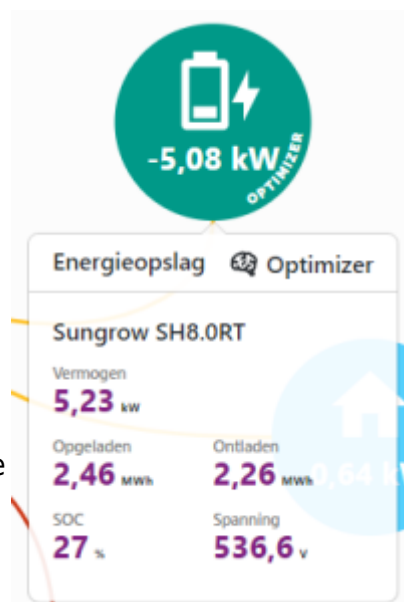 -5,08 kW
OPTIMIZER
Energieopslag Optimizer
Sungrow SH8.0RT
Vermogen
5,23 kW
Opgeladen Ontladen
e
2,46 MWh 2,26 MWh 0,64 k
SOC Spanning
27 % 536,6 V